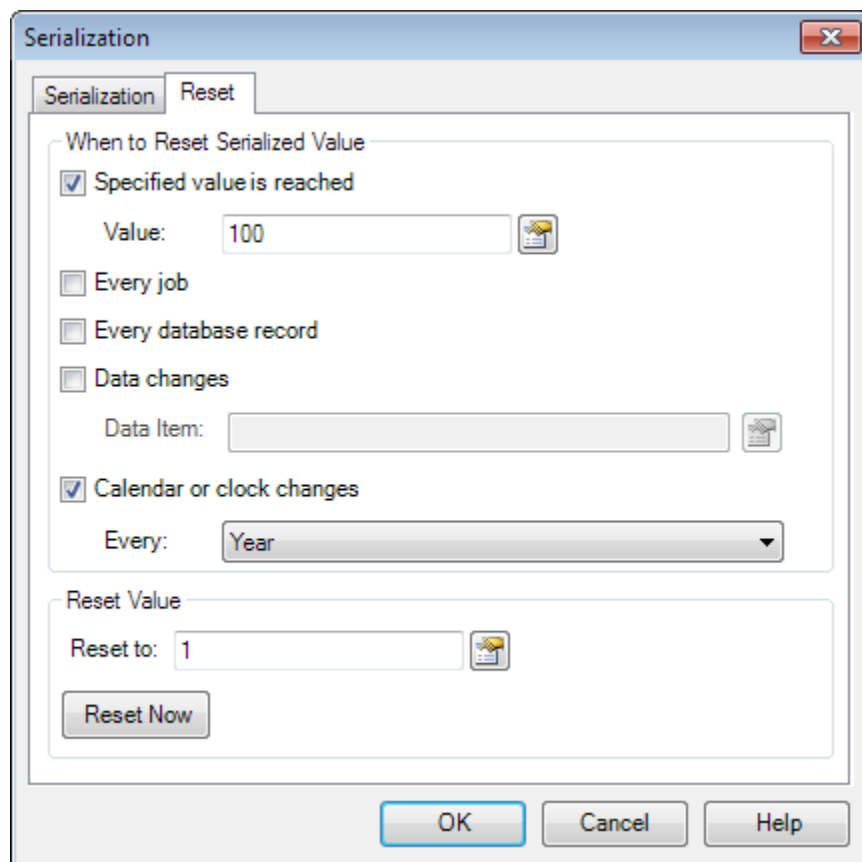 Serialization
Serialization Reset
When to Reset Serialized Value
Specified value is reached
Value: 100
Every job
Every database record
Data changes
Data Item:
Calendar or clock changes
Every: Year
Reset Value
Reset to: 1
Reset Now
OK Cancel Help